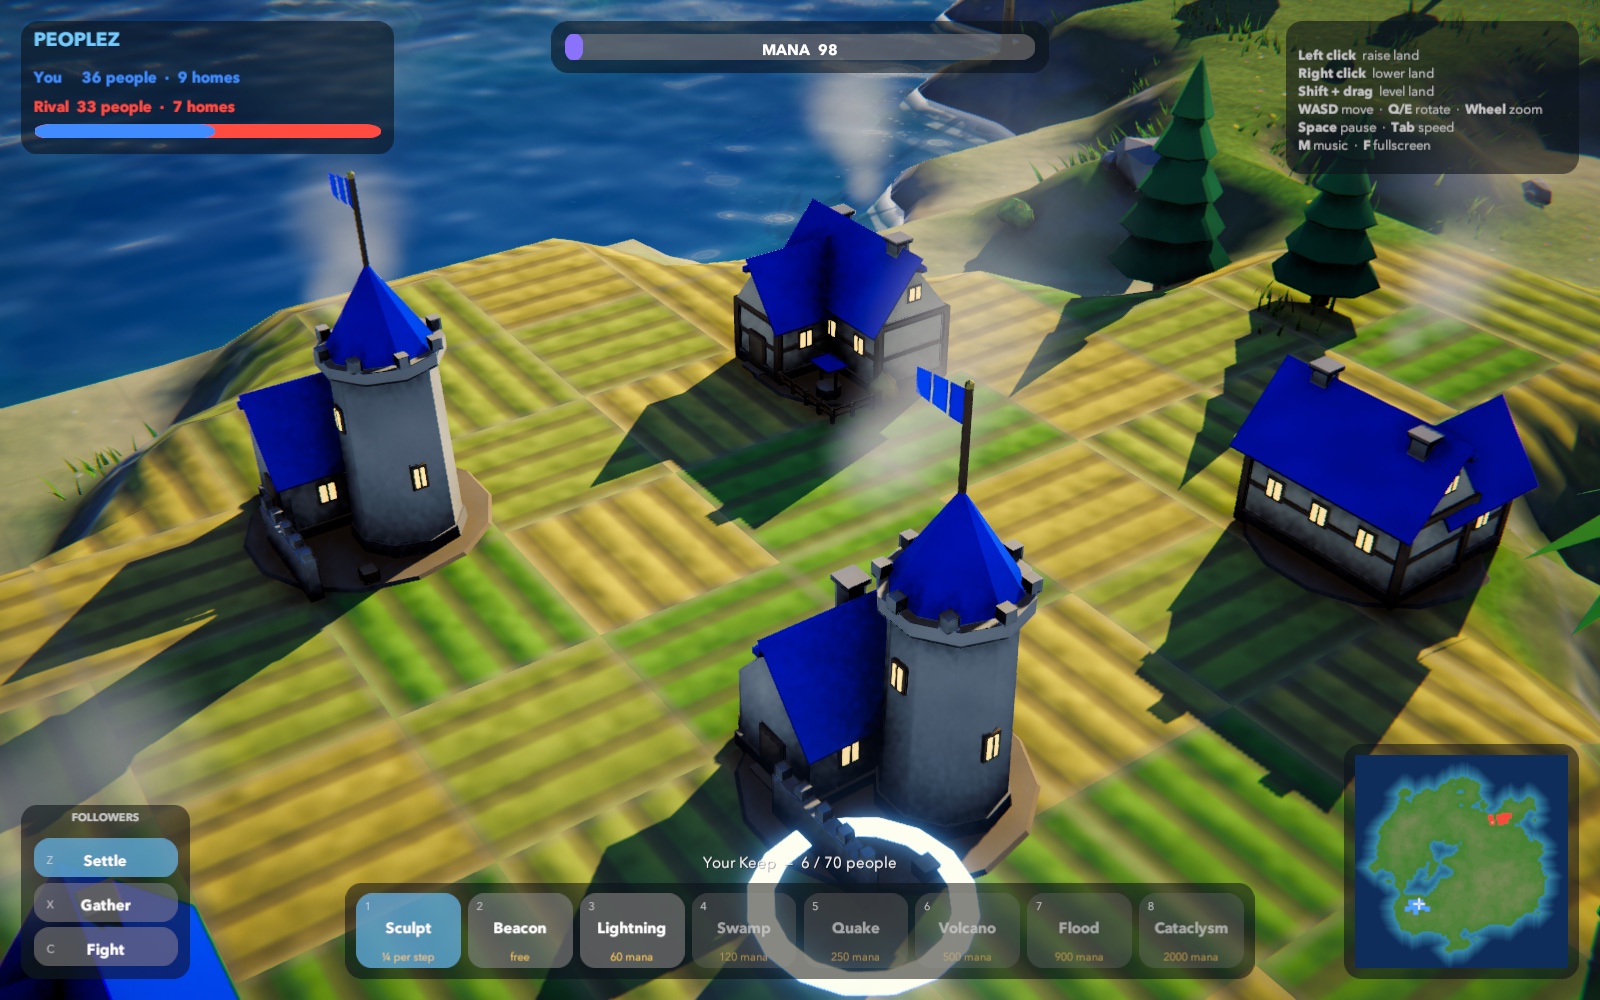 PEOPLEZ
You 36 people · 9 homes
Rival 33 people · 7 homes
MANA 98
Left click raise land
Right click lower land
Shift + drag level land
WASD move · Q/E rotate · Wheel zoom
Space pause · Tab speed
M music · F fullscreen
FOLLOWERS
Z Settle
X Gather
C Fight
Your Keep – 6 / 70 people
1 Sculpt ¼ per step
2 Beacon free
3 Lightning 60 mana
4 Swamp 120 mana
5 Quake 250 mana
6 Volcano 500 mana
7 Flood 900 mana
8 Cataclysm 2000 mana